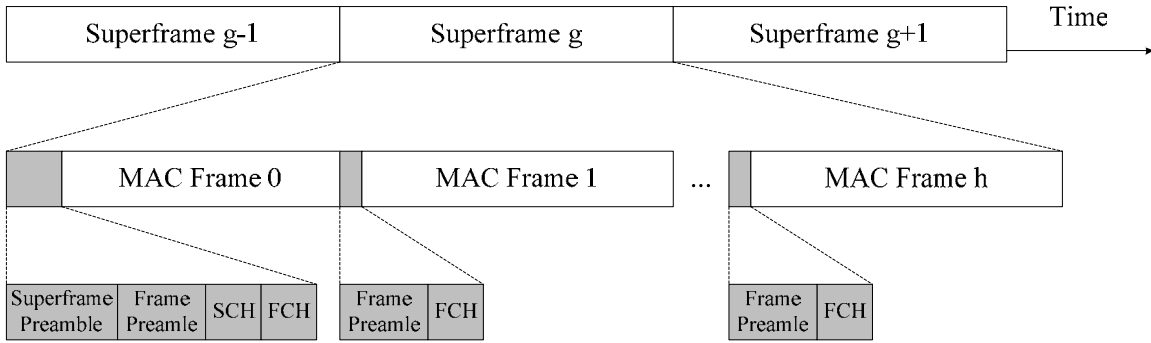 Superframe g-1
Superframe g
Superframe g+1
Time
MAC Frame 0
MAC Frame 1
...
MAC Frame h
Superframe
Preamble
Frame
Preamle
SCH
FCH
Frame
Preamle
FCH
Frame
Preamle
FCH